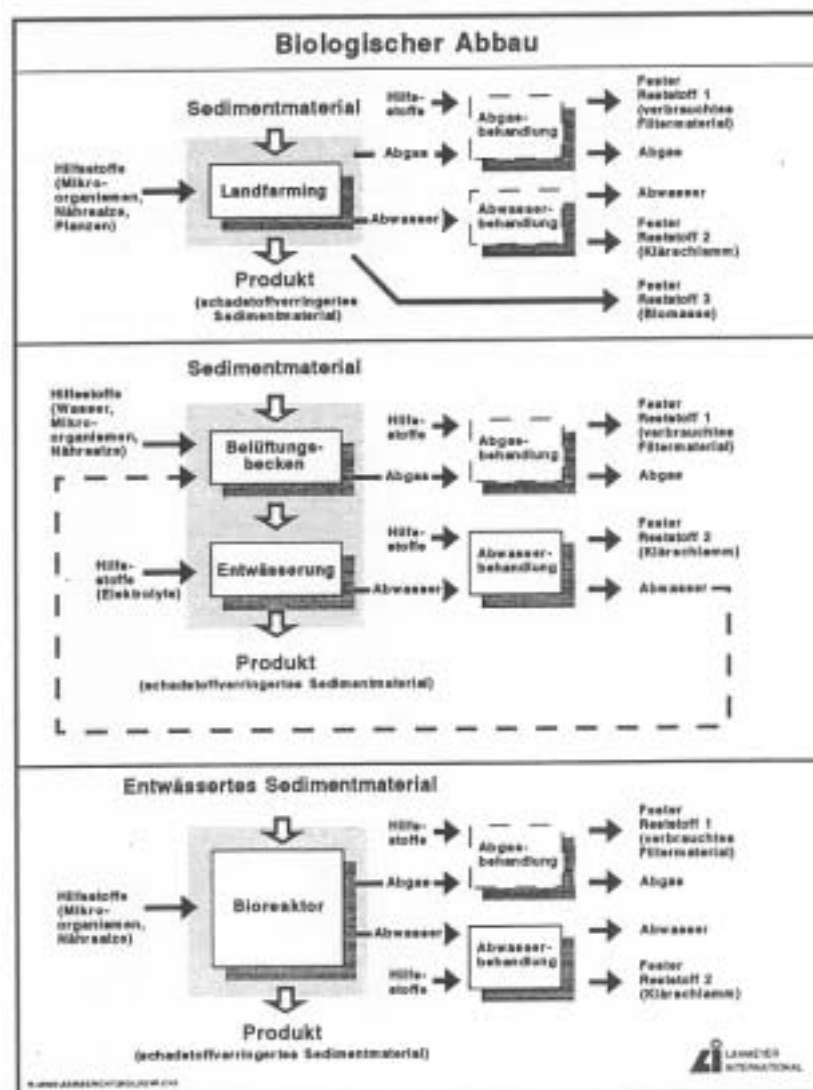 Biologischer Abbau
Sedimentmaterial
Hilfsstoffe
(Mikro-
organismen,
Nährsalze,
Planzen)
Landfarming
Produkt
(schadstoffverringertes
Sedimentmaterial)
Hilfs-
stoffe
Abgas
Abwasser
Abgas-
behandlung
Abwasser-
behandlung
Fester
Reststoff 1
(verbrauchtes
Filtermaterial)
Abgas
Abwasser
Fester
Reststoff 2
(Klärschlamm)
Fester
Reststoff 3
(Biomasse)
Sedimentmaterial
Hilfsstoffe
(Wasser,
Mikro-
organismen,
Nährsalze)
Belüftungs-
becken
Hilfs-
stoffe
(Elektrolyte)
Entwässerung
Produkt
(schadstoffverringertes Sedimentmaterial)
Hilfs-
stoffe
Abgas
Hilfs-
stoffe
Abwasser
Abgas-
behandlung
Abwasser-
behandlung
Fester
Reststoff 1
(verbrauchtes
Filtermaterial)
Abgas
Fester
Reststoff 2
(Klärschlamm)
Abwasser
Entwässertes Sedimentmaterial
Hilfsstoffe
(Mikro-
organismen,
Nährsalze)
Bioreaktor
Produkt
(schadstoffverringertes Sedimentmaterial)
Hilfs-
stoffe
Abgas
Abwasser
Hilfs-
stoffe
Abgas-
behandlung
Abwasser-
behandlung
Fester
Reststoff 1
(verbrauchtes
Filtermaterial)
Abgas
Abwasser
Fester
Reststoff 2
(Klärschlamm)
LAHMEYER
INTERNATIONAL